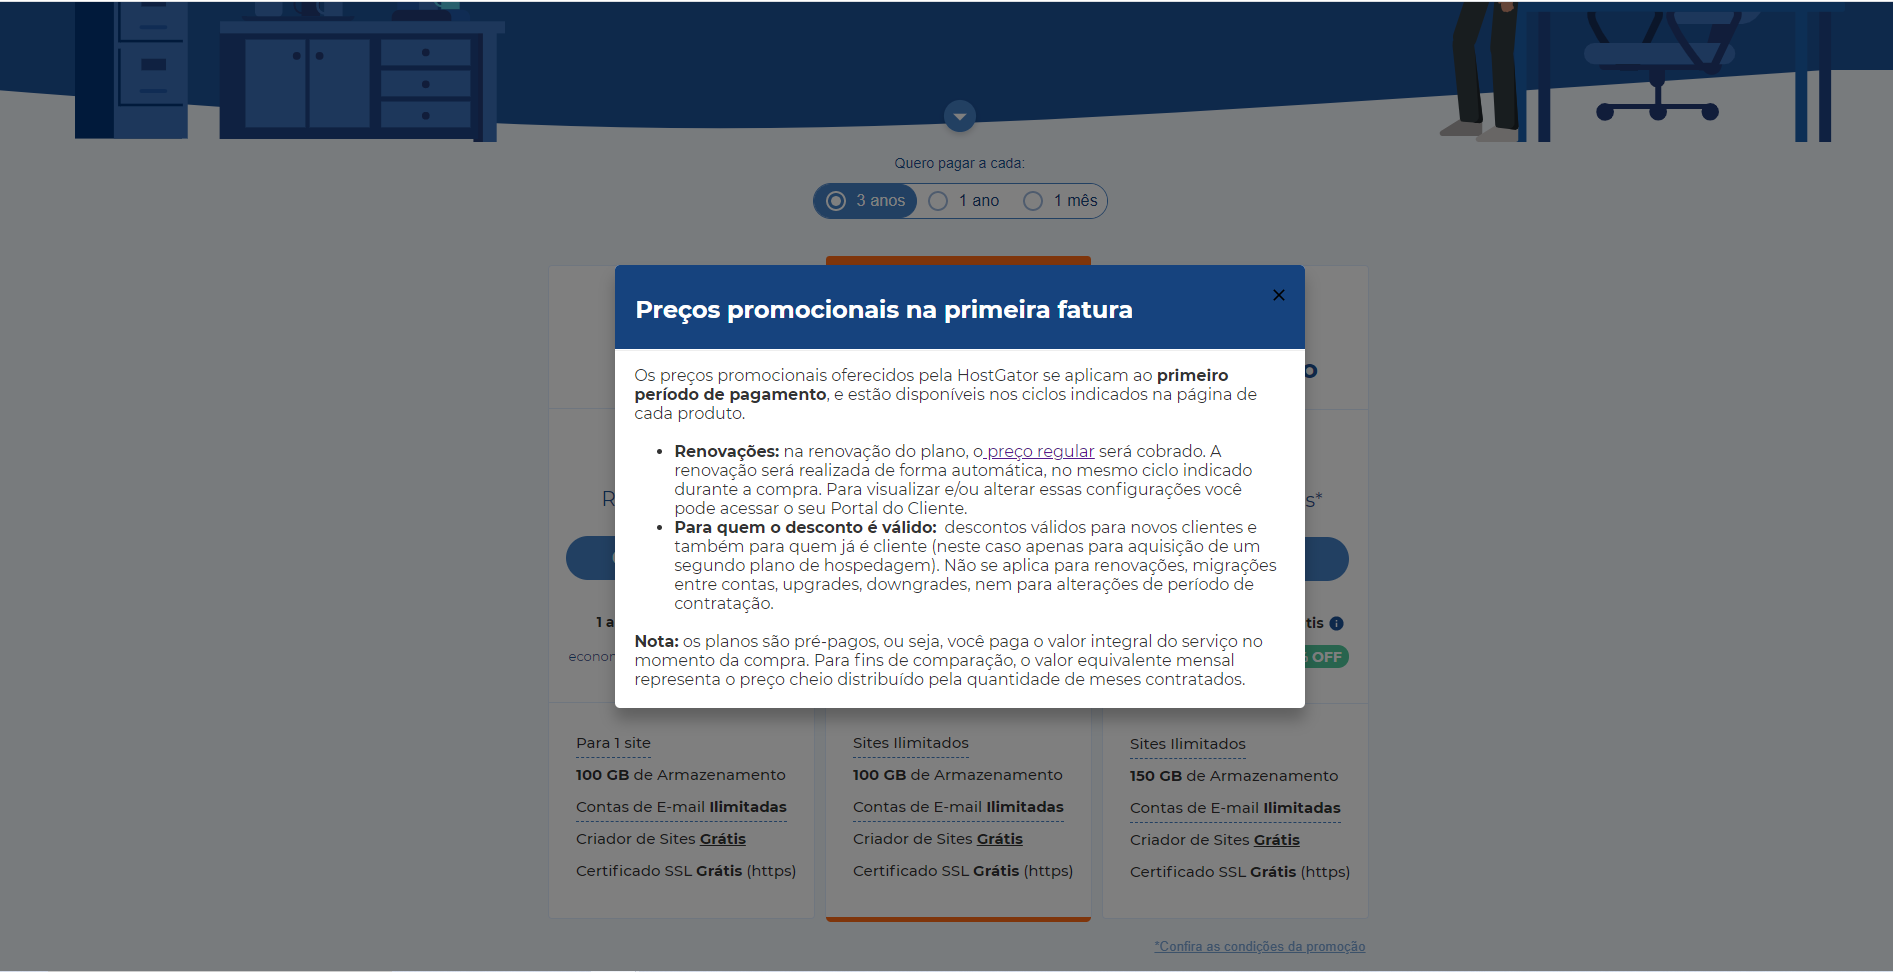 Quero pagar a cada:
3 anos 1 ano 1 mês
Preços promocionais na primeira fatura
Os preços promocionais oferecidos pela HostGator se aplicam ao primeiro
período de pagamento, e estão disponíveis nos ciclos indicados na página de
cada produto.
Renovações: na renovação do plano, o preço regular será cobrado. A
renovação será realizada de forma automática, no mesmo ciclo indicado
durante a compra. Para visualizar e/ou alterar essas configurações você
pode acessar o seu Portal do Cliente.
Para quem o desconto é válido: descontos válidos para novos clientes e
também para quem já é cliente (neste caso apenas para aquisição de um
segundo plano de hospedagem). Não se aplica para renovações, migrações
entre contas, upgrades, downgrades, nem para alterações de período de
contratação.
Nota: os planos são pré-pagos, ou seja, você paga o valor integral do serviço no
momento da compra. Para fins de comparação, o valor equivalente mensal
representa o preço cheio distribuído pela quantidade de meses contratados.
OFF
Para 1 site
100 GB de Armazenamento
Contas de E-mail Ilimitadas
Criador de Sites Grátis
Certificado SSL Grátis (https)
Sites Ilimitados
100 GB de Armazenamento
Contas de E-mail Ilimitadas
Criador de Sites Grátis
Certificado SSL Grátis (https)
Sites Ilimitados
150 GB de Armazenamento
Contas de E-mail Ilimitadas
Criador de Sites Grátis
Certificado SSL Grátis (https)
*Confira as condições da promoção